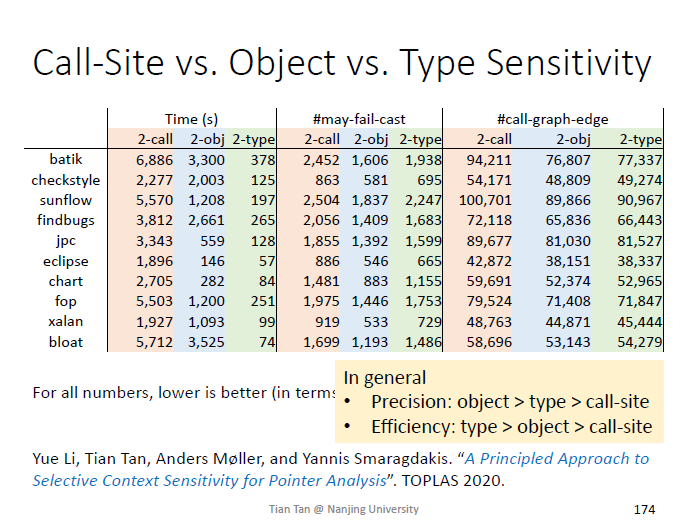 Call-Site vs. Object vs. Type Sensitivity
Time (s) #may-fail-cast #call-graph-edge
2-call 2-obj 2-type 2-call 2-obj 2-type 2-call 2-obj 2-type
batik 6,886 3,300 378 2,452 1,606 1,938 94,211 76,807 77,337
checkstyle 2,277 2,003 125 863 581 695 54,171 48,809 49,274
sunflow 5,570 1,208 197 2,504 1,837 2,247 100,701 89,866 90,967
findbugs 3,812 2,661 265 2,056 1,409 1,683 72,118 65,836 66,443
jpc 3,343 559 128 1,855 1,392 1,599 89,677 81,030 81,527
eclipse 1,896 146 57 886 546 665 42,872 38,151 38,337
chart 2,705 282 84 1,481 883 1,155 59,691 52,374 52,965
fop 5,503 1,200 251 1,975 1,446 1,753 79,524 71,408 71,847
xalan 1,927 1,093 99 919 533 729 48,763 44,871 45,444
bloat 5,712 3,525 74 1,699 1,193 1,486 58,696 53,143 54,279
For all numbers, lower is better (in terms
In general
• Precision: object > type > call-site
• Efficiency: type > object > call-site
Yue Li, Tian Tan, Anders Møller, and Yannis Smaragdakis. “A Principled Approach to
Selective Context Sensitivity for Pointer Analysis”. TOPLAS 2020.
Tian Tan @ Nanjing University 174